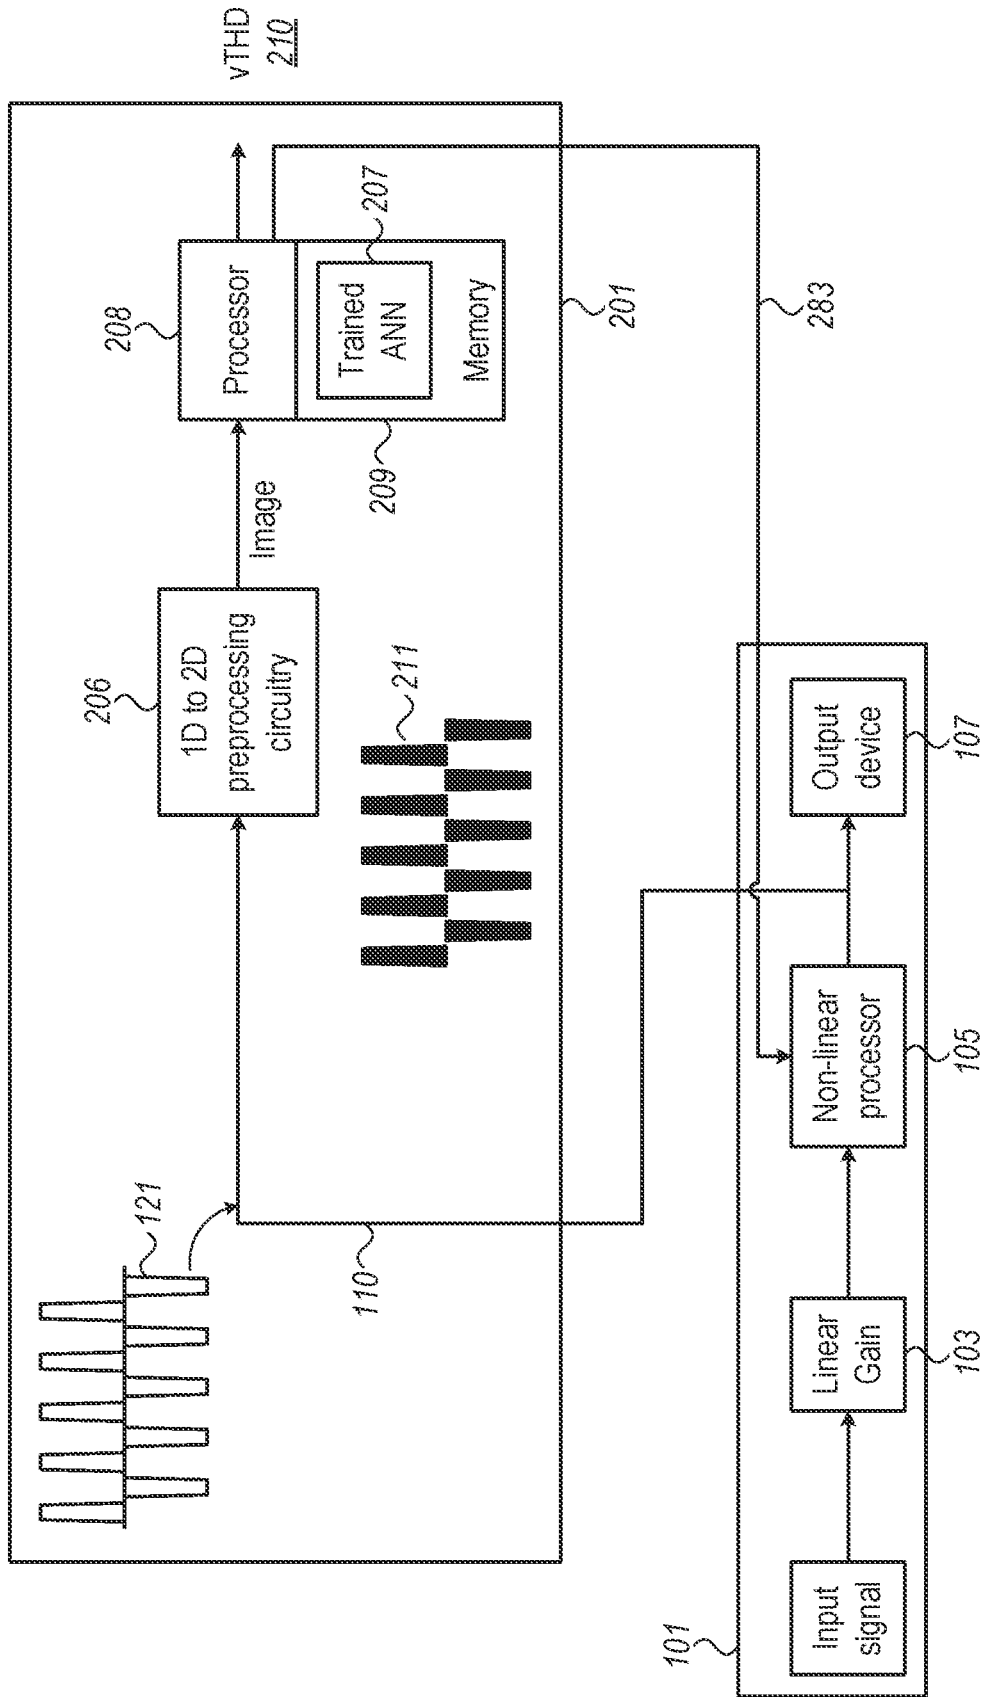 vTHD
210
208
Processor
207
Trained
ANN
Memory
209
201
283
Image
206
1D to 2D
preprocessing
circuitry
211
121
110
101
Input
signal
Linear
Gain
103
Non-linear
processor
105
Output
device
107